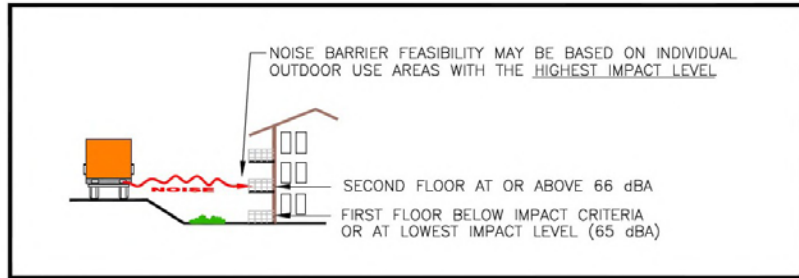 NOISE BARRIER FEASIBILITY MAY BE BASED ON INDIVIDUAL
OUTDOOR USE AREAS WITH THE HIGHEST IMPACT LEVEL
NOISE
SECOND FLOOR AT OR ABOVE 66 dBA
FIRST FLOOR BELOW IMPACT CRITERIA
OR AT LOWEST IMPACT LEVEL (65 dBA)